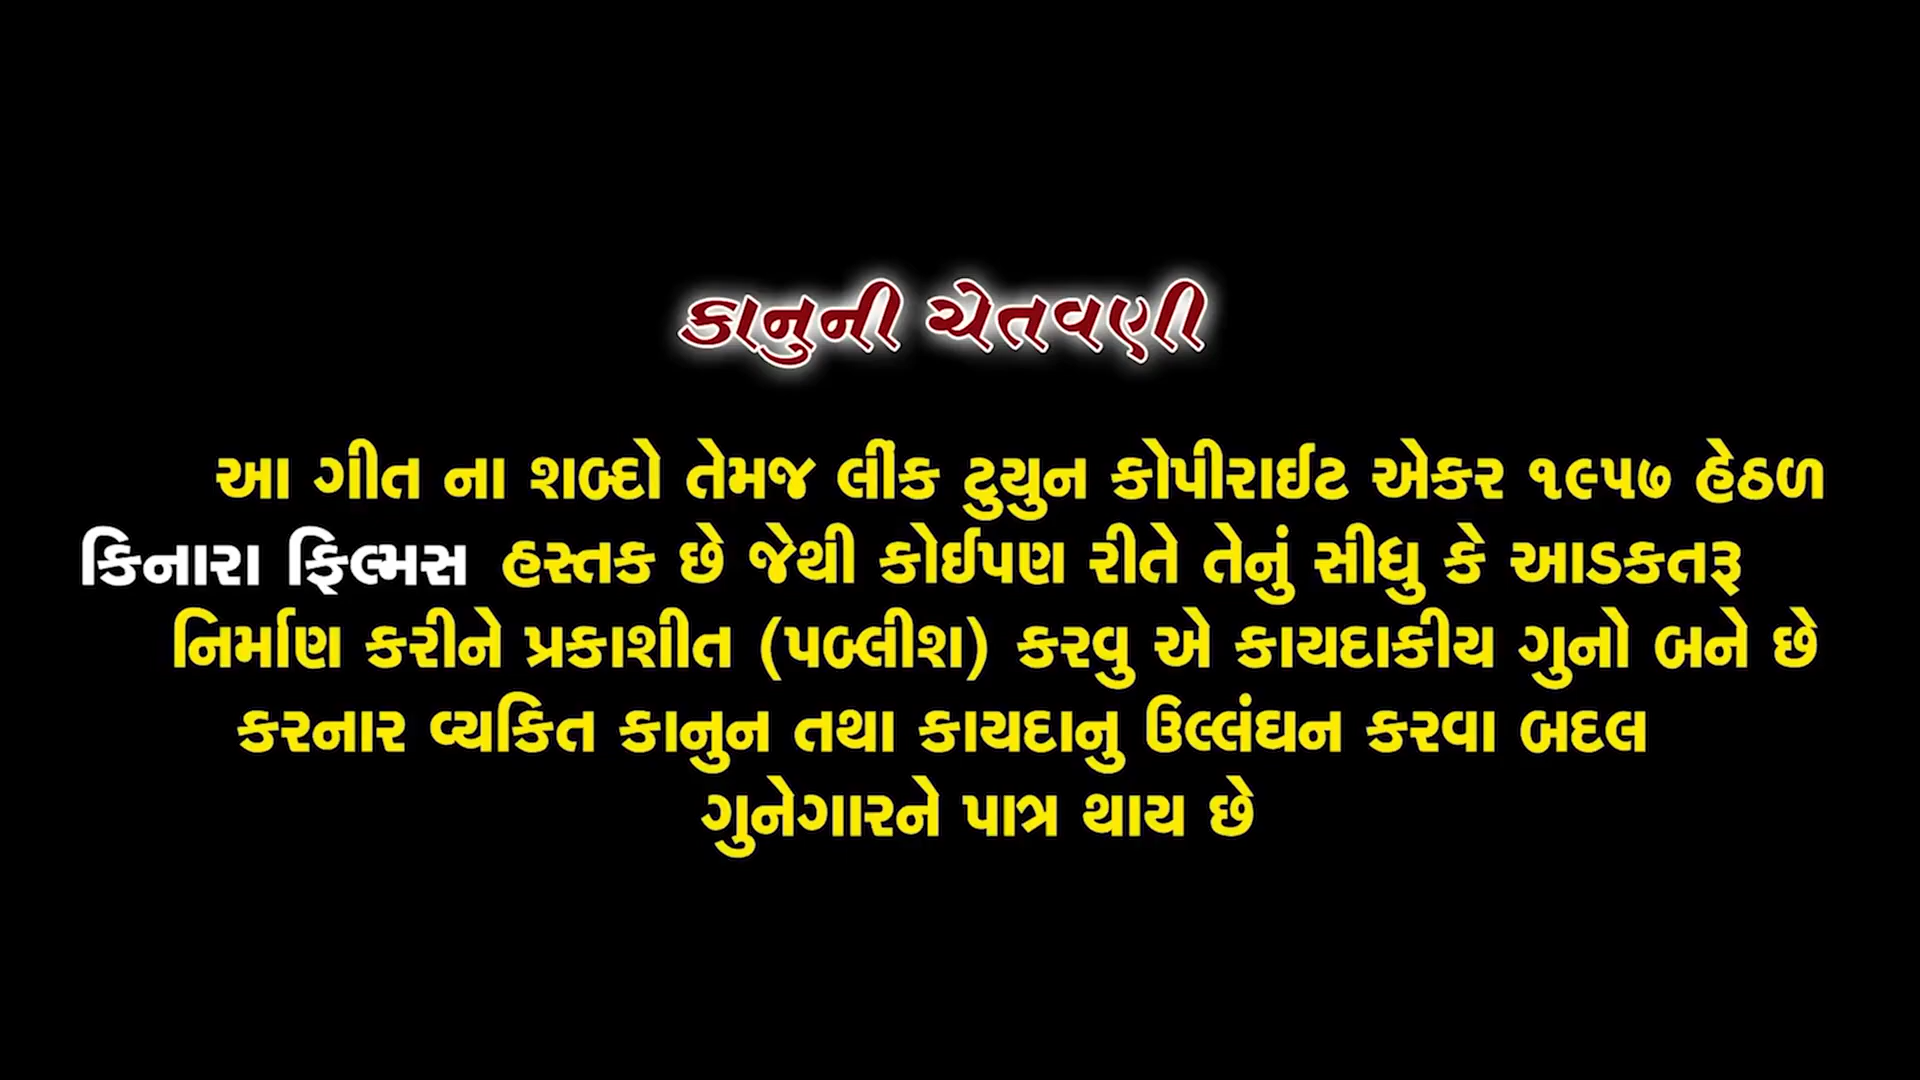 કાનુની ચેતવણી
આ ગીત ના શબ્દો તેમજ લીંક ટ્યુન કોપીરાઈટ એકર ૧૯૫૭ હેઠળ
કિનારા ફિલ્મસ હસ્તક છે જેથી કોઈપણ રીતે તેનું સીધુ કે આડકતરૂ
નિર્માણ કરીને પ્રકાશીત (પબ્લીશ) કરવુ એ કાયદાકીય ગુનો બને છે
કરનાર વ્યકિત કાનુન તથા કાયદાનુ ઉલ્લંઘન કરવા બદલ
ગુનેગારને પાત્ર થાય છે